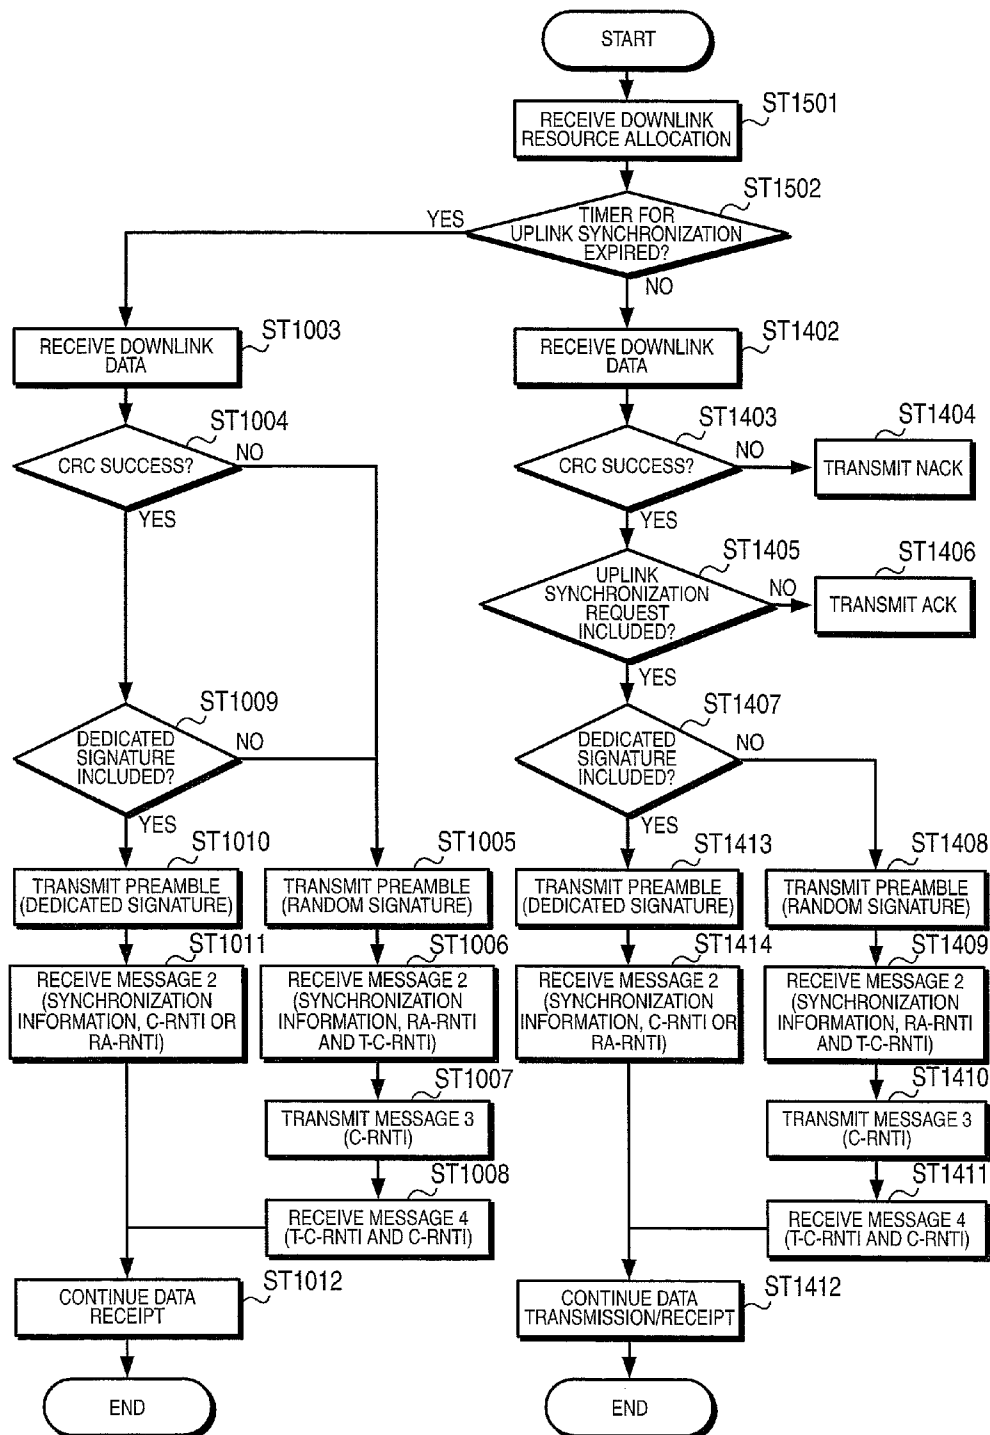 START
ST1501
RECEIVE DOWNLINK
RESOURCE ALLOCATION
ST1502
TIMER FOR
UPLINK SYNCHRONIZATION
EXPIRED?
YES
NO
ST1003
RECEIVE DOWNLINK
DATA
ST1402
RECEIVE DOWNLINK
DATA
ST1004
CRC SUCCESS?
NO
YES
ST1403
CRC SUCCESS?
NO
YES
ST1404
TRANSMIT NACK
ST1405
UPLINK
SYNCHRONIZATION
REQUEST
INCLUDED?
NO
YES
ST1406
TRANSMIT ACK
ST1009
DEDICATED
SIGNATURE
INCLUDED?
NO
YES
ST1407
DEDICATED
SIGNATURE
INCLUDED?
NO
YES
ST1010
TRANSMIT PREAMBLE
(DEDICATED SIGNATURE)
ST1005
TRANSMIT PREAMBLE
(RANDOM SIGNATURE)
ST1413
TRANSMIT PREAMBLE
(DEDICATED SIGNATURE)
ST1408
TRANSMIT PREAMBLE
(RANDOM SIGNATURE)
ST1011
RECEIVE MESSAGE 2
(SYNCHRONIZATION
INFORMATION, C-RNTI OR
RA-RNTI)
ST1006
RECEIVE MESSAGE 2
(SYNCHRONIZATION
INFORMATION, RA-RNTI
AND T-C-RNTI)
ST1414
RECEIVE MESSAGE 2
(SYNCHRONIZATION
INFORMATION, C-RNTI OR
RA-RNTI)
ST1409
RECEIVE MESSAGE 2
(SYNCHRONIZATION
INFORMATION, RA-RNTI
AND T-C-RNTI)
ST1007
TRANSMIT MESSAGE 3
(C-RNTI)
ST1410
TRANSMIT MESSAGE 3
(C-RNTI)
ST1008
RECEIVE MESSAGE 4
(T-C-RNTI AND C-RNTI)
ST1411
RECEIVE MESSAGE 4
(T-C-RNTI AND C-RNTI)
ST1012
CONTINUE DATA
RECEIPT
ST1412
CONTINUE DATA
TRANSMISSION/RECEIPT
END
END